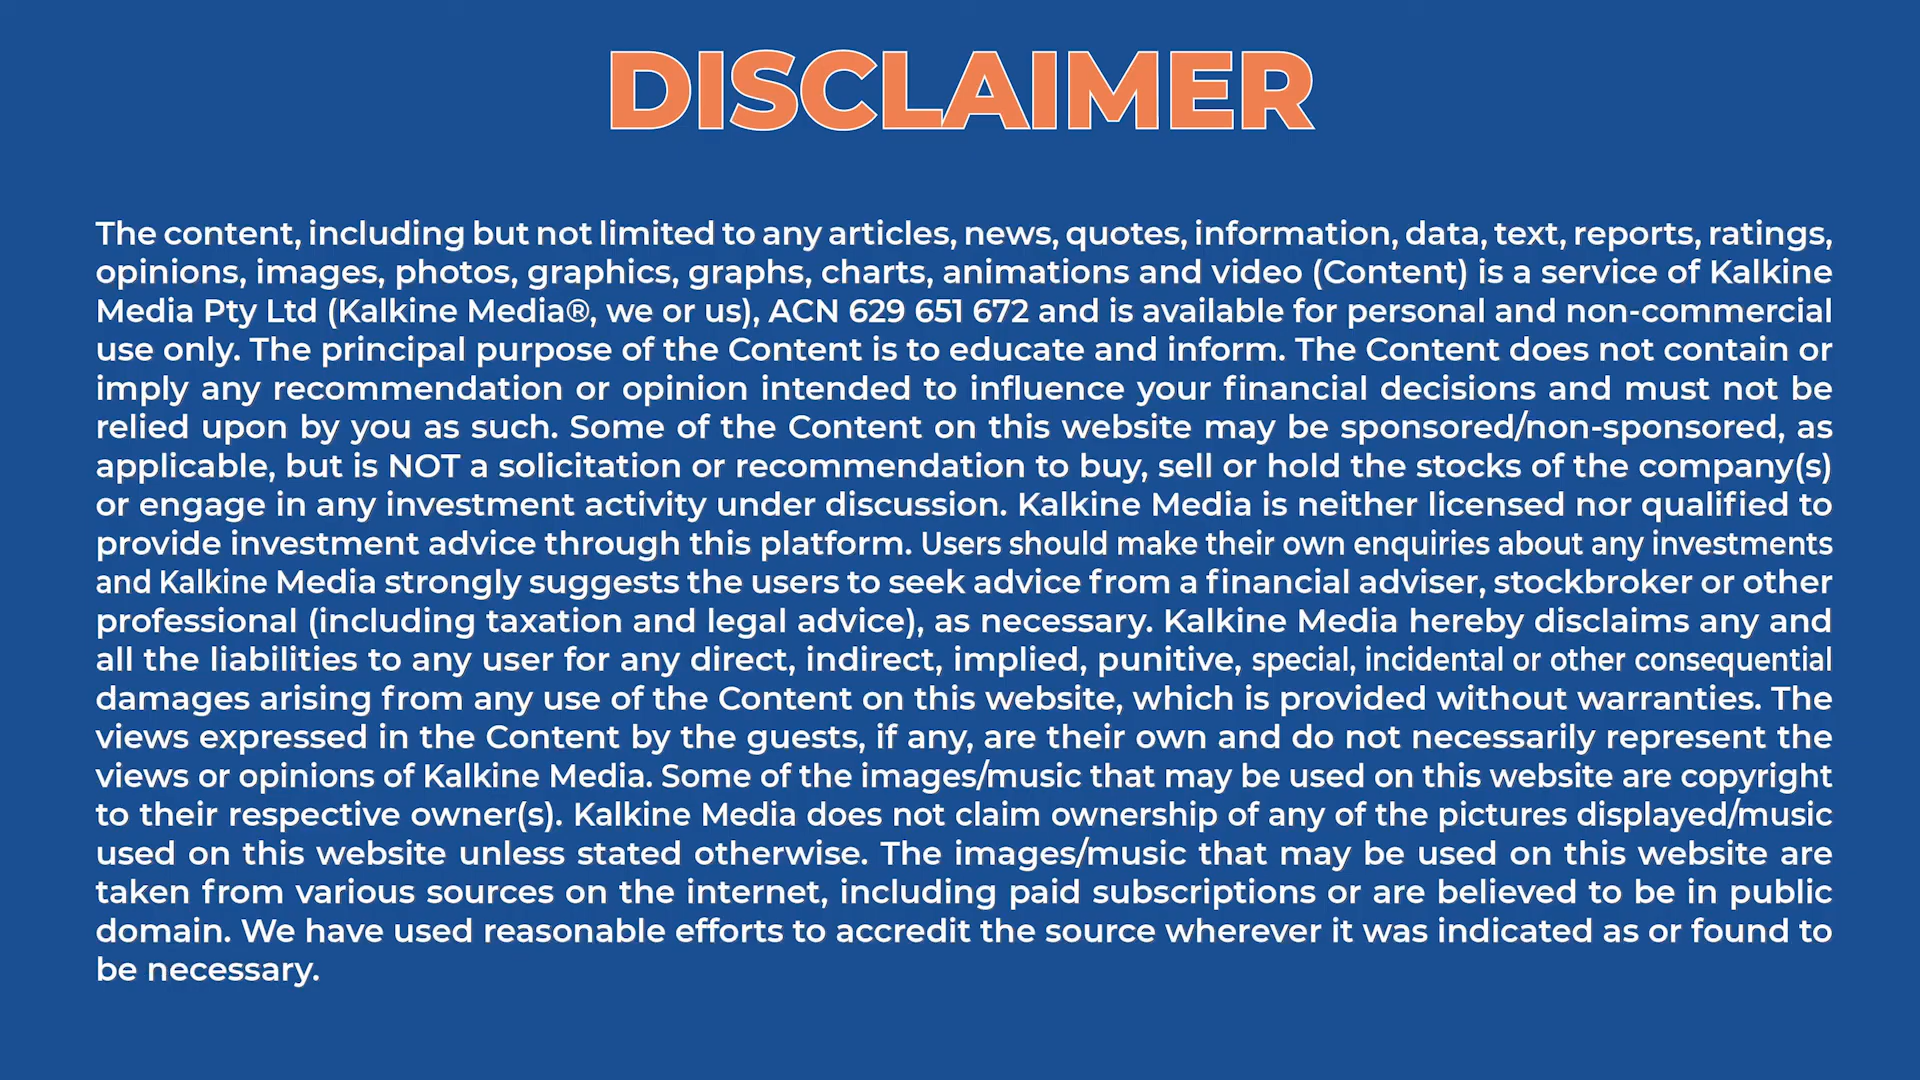 DISCLAIMER
The content, including but not limited to any articles, news, quotes, information, data, text, reports, ratings,
opinions, images, photos, graphics, graphs, charts, animations and video (Content) is a service of Kalkine
Media Pty Ltd (Kalkine Media®, we or us), ACN 629 651 672 and is available for personal and non-commercial
use only. The principal purpose of the Content is to educate and inform. The Content does not contain or
imply any recommendation or opinion intended to influence your financial decisions and must not be
relied upon by you as such. Some of the Content on this website may be sponsored/non-sponsored, as
applicable, but is NOT a solicitation or recommendation to buy, sell or hold the stocks of the company(s)
or engage in any investment activity under discussion. Kalkine Media is neither licensed nor qualified to
provide investment advice through this platform. Users should make their own enquiries about any investments
and Kalkine Media strongly suggests the users to seek advice from a financial adviser, stockbroker or other
professional (including taxation and legal advice), as necessary. Kalkine Media hereby disclaims any and
all the liabilities to any user for any direct, indirect, implied, punitive, special, incidental or other consequential
damages arising from any use of the Content on this website, which is provided without warranties. The
views expressed in the Content by the guests, if any, are their own and do not necessarily represent the
views or opinions of Kalkine Media. Some of the images/music that may be used on this website are copyright
to their respective owner(s). Kalkine Media does not claim ownership of any of the pictures displayed/music
used on this website unless stated otherwise. The images/music that may be used on this website are
taken from various sources on the internet, including paid subscriptions or are believed to be in public
domain. We have used reasonable efforts to accredit the source wherever it was indicated as or found to
be necessary.